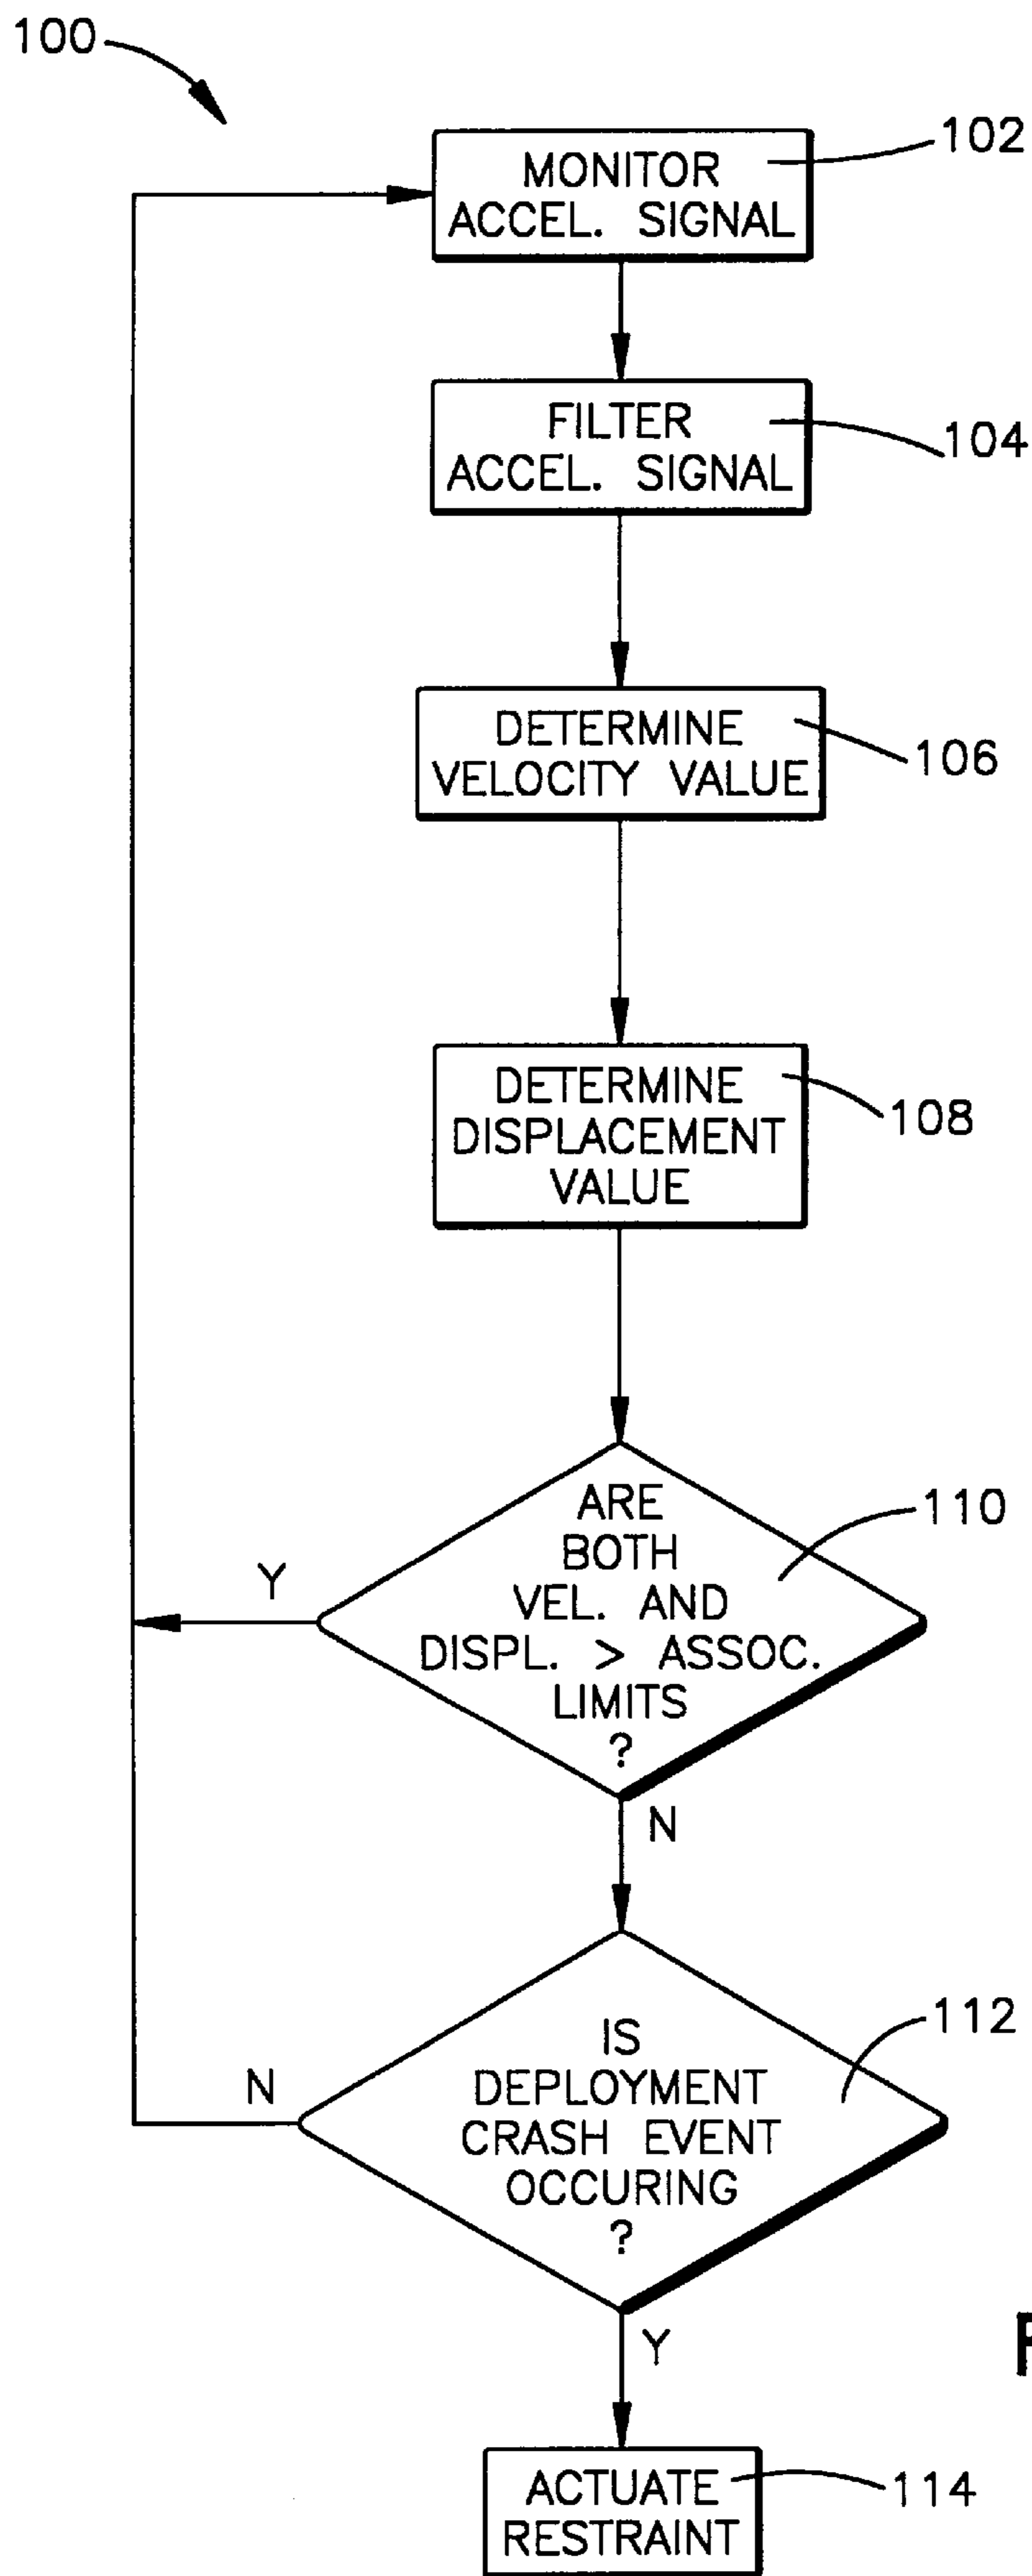 100
MONITOR
ACCEL. SIGNAL
102
FILTER
ACCEL. SIGNAL
104
DETERMINE
VELOCITY VALUE
106
DETERMINE
DISPLACEMENT
VALUE
108
ARE
BOTH
VEL. AND
DISPL. > ASSOC.
LIMITS
?
110
Y
N
IS
DEPLOYMENT
CRASH EVENT
OCCURING
?
112
N
Y
ACTUATE
RESTRAINT
114